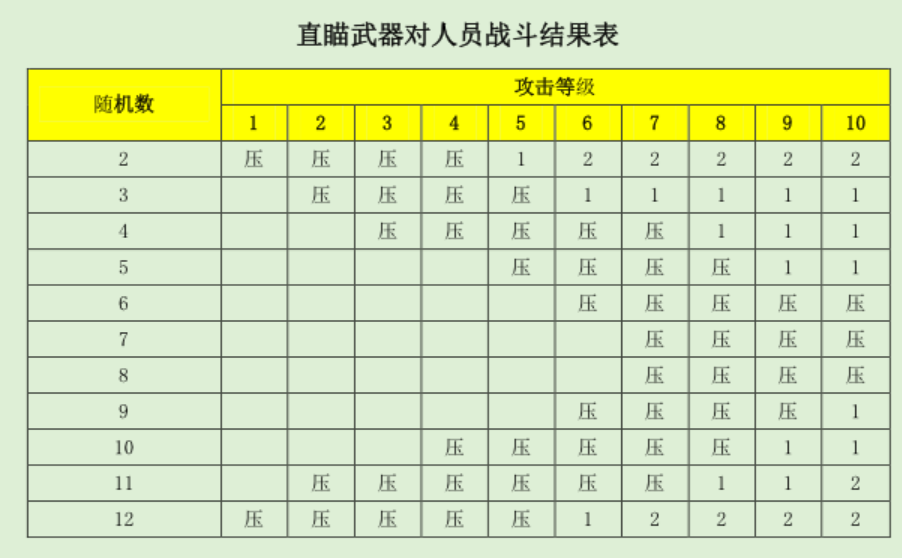 直瞄武器对人员战斗结果表
随机数 攻击等级
1 2 3 4 5 6 7 8 9 10
2 压 压 压 压 1 2 2 2 2 2
3 压 压 压 压 1 1 1 1 1
4 压 压 压 压 压 1 1 1
5 压 压 压 压 1 1
6 压 压 压 压 压
7 压 压 压 压
8 压 压 压 压
9 压 压 压 压 1
10 压 压 压 压 压 1 1
11 压 压 压 压 压 压 1 1 2
12 压 压 压 压 压 1 2 2 2 2